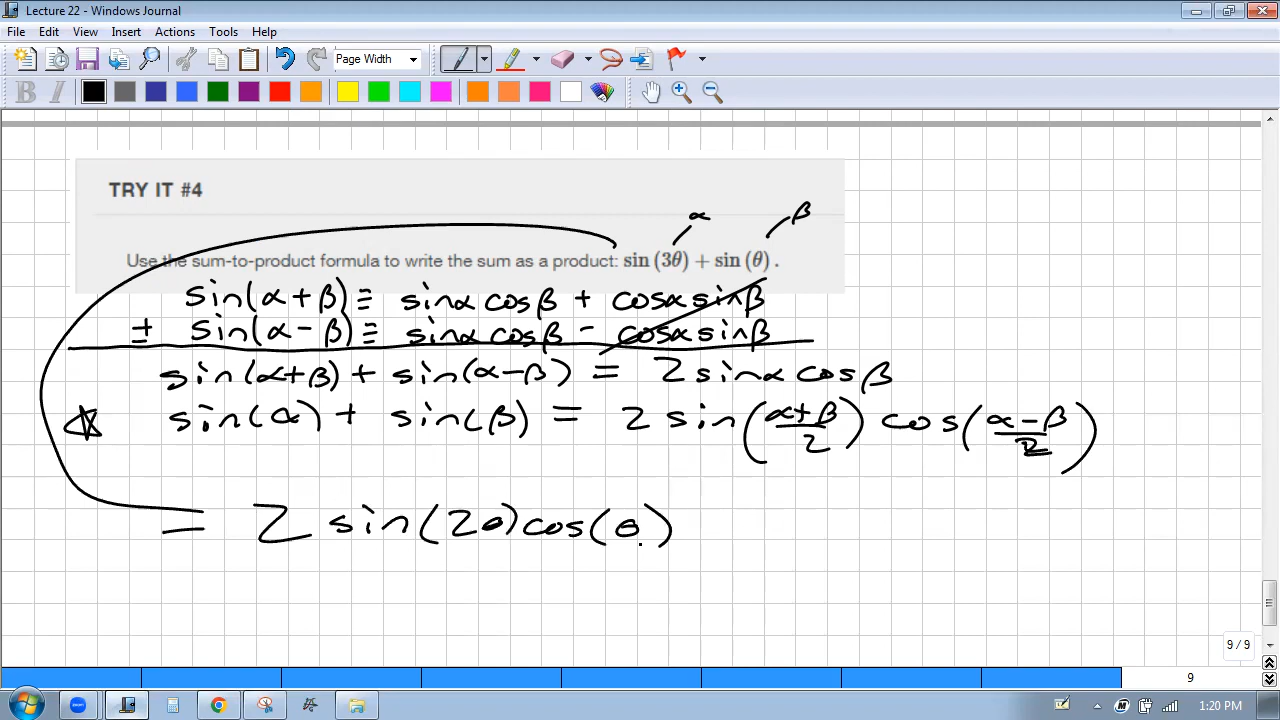 Lecture 22 - Windows Journal
File Edit View Insert Actions Tools Help
Page Width
B I
TRY IT #4
α β
Use the sum-to-product formula to write the sum as a product: sin (3θ) + sin (θ) .
sin(α+β) ≡ sinα cosβ + cosα sinβ
± sin(α-β) ≡ sinα cosβ - cosα sinβ
sin(α+β) + sin(α-β) = 2 sinα cosβ
sin(α) + sin(β) = 2 sin((α+β)/2) cos((α-β)/2)
= 2 sin(2θ)cos(θ)
9 / 9
9
1:20 PM